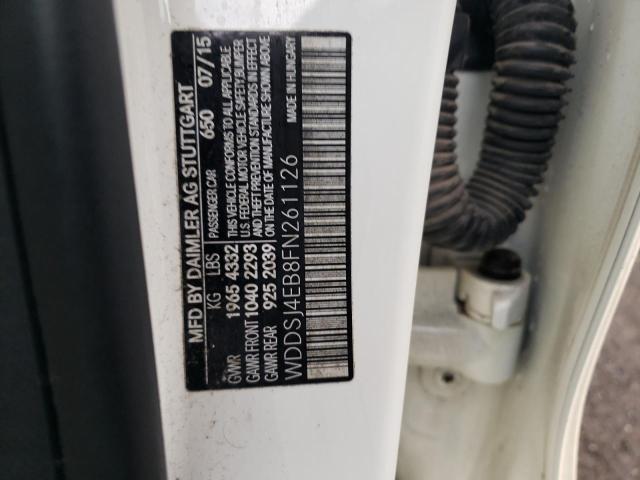 MFD BY DAIMLER AG STUTTGART
PASSENGER CAR 650 07/15
KG LBS
GVWR 1965 4332
GAWR FRONT 1040 2293
GAWR REAR 925 2039
THIS VEHICLE CONFORMS TO ALL APPLICABLE
U.S. FEDERAL MOTOR VEHICLE SAFETY, BUMPER
AND THEFT PREVENTION STANDARDS IN EFFECT
ON THE DATE OF MANUFACTURE SHOWN ABOVE.
MADE IN HUNGARY
WDDSJ4EB8FN261126